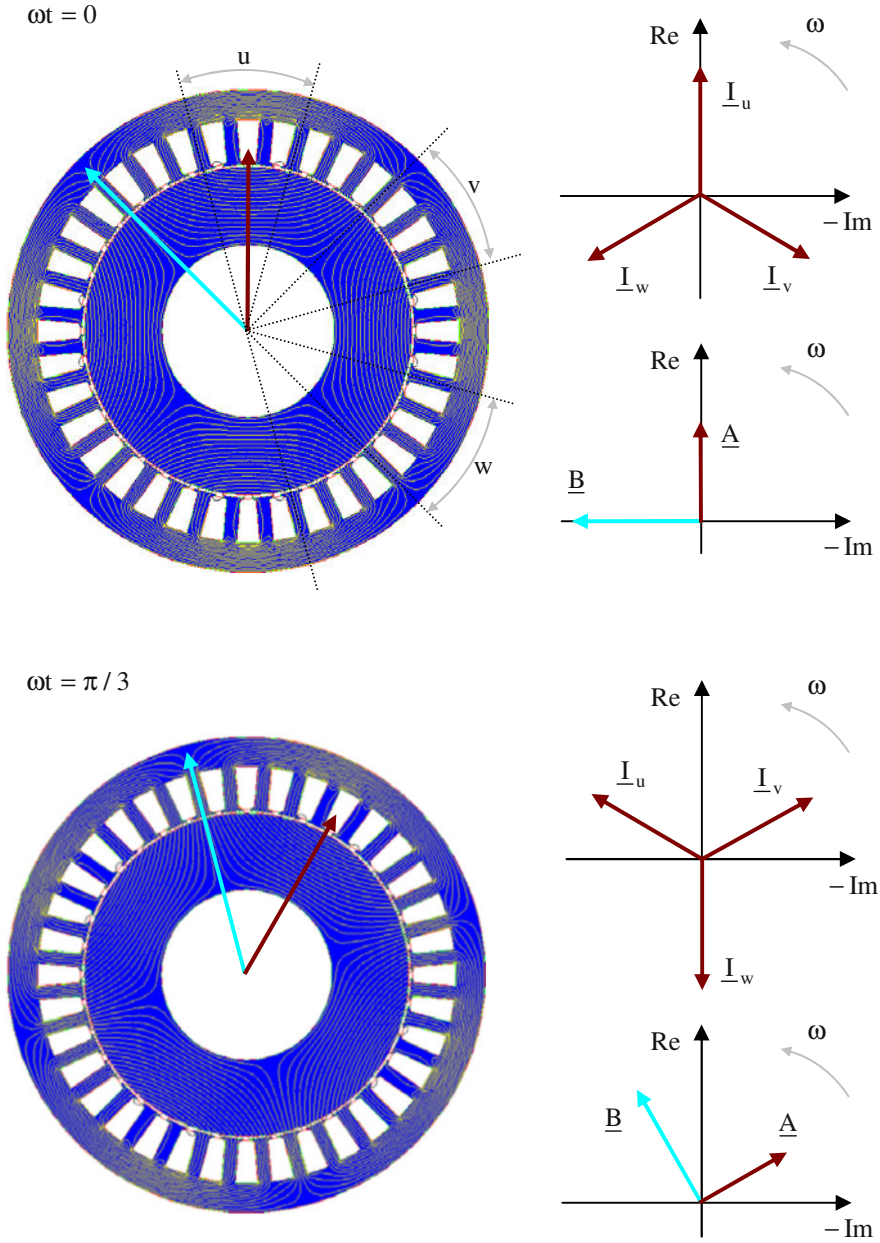 ωt = 0
u
v
w
Re
ω
I u
– Im
I w
I v
Re
ω
A
B
– Im
ωt = π / 3
Re
ω
I u
I v
– Im
I w
Re
ω
B
A
– Im